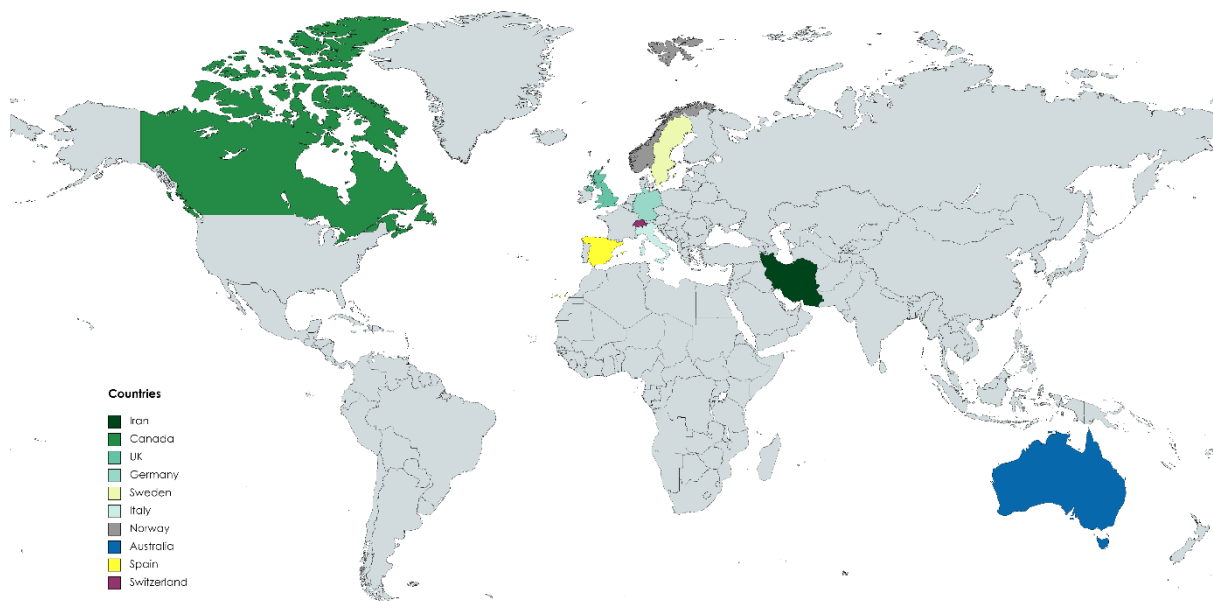 Countries
Iran
Canada
UK
Germany
Sweden
Italy
Norway
Australia
Spain
Switzerland